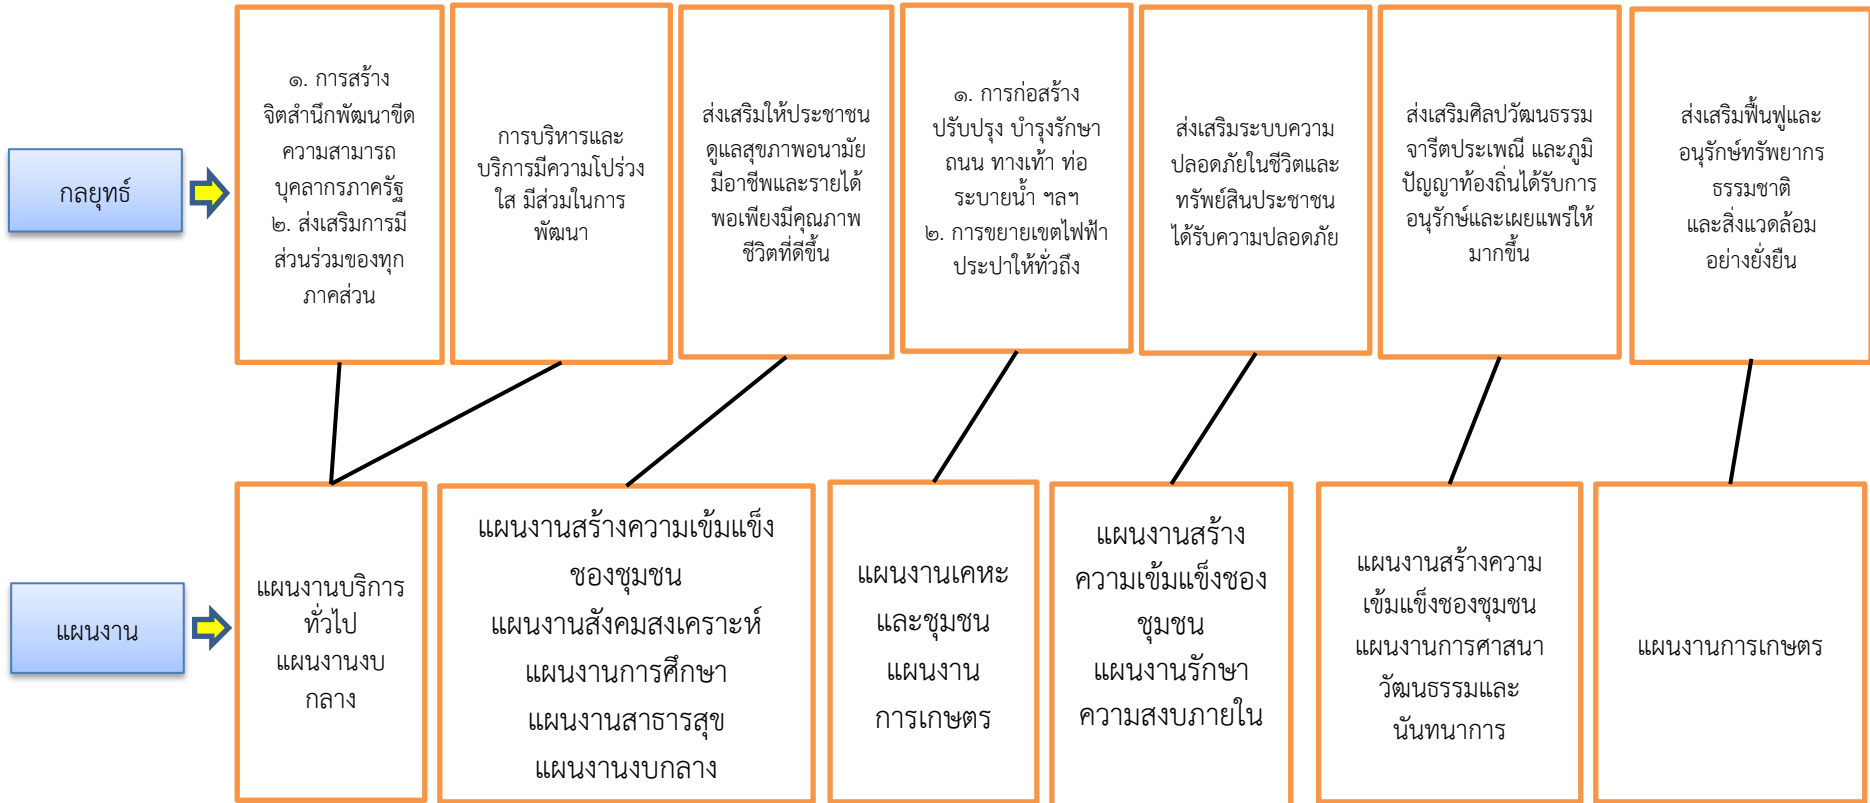 กลยุทธ์
๑. การสร้าง
จิตสำนึกพัฒนาขีด
ความสามารถ
บุคลากรภาครัฐ
๒. ส่งเสริมการมี
ส่วนร่วมของทุก
ภาคส่วน
การบริหารและ
บริการมีความโปร่วง
ใส มีส่วนในการ
พัฒนา
ส่งเสริมให้ประชาชน
ดูแลสุขภาพอนามัย
มีอาชีพและรายได้
พอเพียงมีคุณภาพ
ชีวิตที่ดีขึ้น
๑. การก่อสร้าง
ปรับปรุง บำรุงรักษา
ถนน ทางเท้า ท่อ
ระบายน้ำ ฯลฯ
๒. การขยายเขตไฟฟ้า
ประปาให้ทั่วถึง
ส่งเสริมระบบความ
ปลอดภัยในชีวิตและ
ทรัพย์สินประชาชน
ได้รับความปลอดภัย
ส่งเสริมศิลปวัฒนธรรม
จารีตประเพณี และภูมิ
ปัญญาท้องถิ่นได้รับการ
อนุรักษ์และเผยแพร่ให้
มากขึ้น
ส่งเสริมฟื้นฟูและ
อนุรักษ์ทรัพยากร
ธรรมชาติ
และสิ่งแวดล้อม
อย่างยั่งยืน
แผนงาน
แผนงานบริการ
ทั่วไป
แผนงานงบ
กลาง
แผนงานสร้างความเข้มแข็ง
ชองชุมชน
แผนงานสังคมสงเคราะห์
แผนงานการศึกษา
แผนงานสาธารสุข
แผนงานงบกลาง
แผนงานเคหะ
และชุมชน
แผนงาน
การเกษตร
แผนงานสร้าง
ความเข้มแข็งชอง
ชุมชน
แผนงานรักษา
ความสงบภายใน
แผนงานสร้างความ
เข้มแข็งชองชุมชน
แผนงานการศาสนา
วัฒนธรรมและ
นันทนาการ
แผนงานการเกษตร